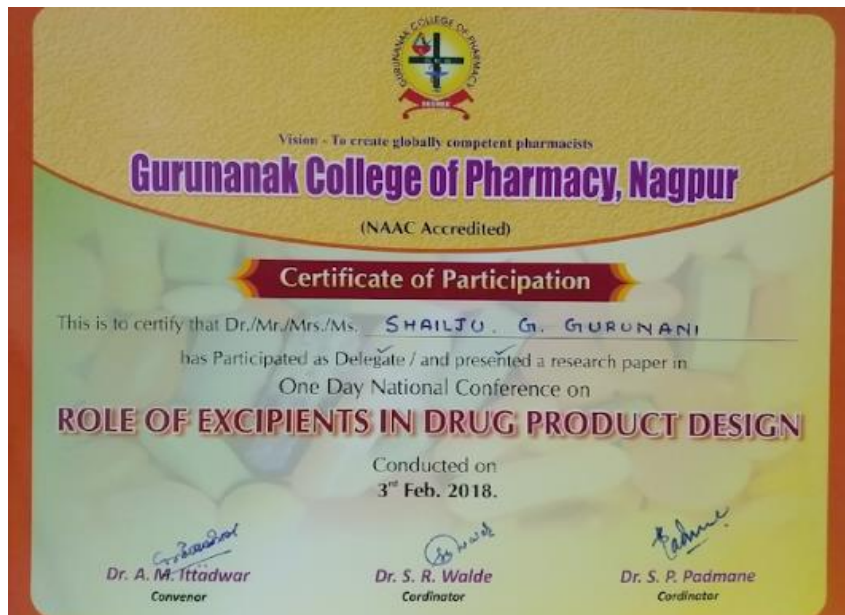 GURUNANAK COLLEGE OF PHARMACY
DEGREE
Vision - To create globally competent pharmacists
Gurunanak College of Pharmacy, Nagpur
(NAAC Accredited)
Certificate of Participation
This is to certify that Dr./Mr./Mrs./Ms. SHAILJU. G. GURUNANI
has Participated as Delegate / and presented a research paper in
One Day National Conference on
ROLE OF EXCIPIENTS IN DRUG PRODUCT DESIGN
Conducted on
3rd Feb. 2018.
Dr. A. M. Ittadwar
Dr. S. R. Walde
Dr. S. P. Padmane
Convenor
Cordinator
Cordinator